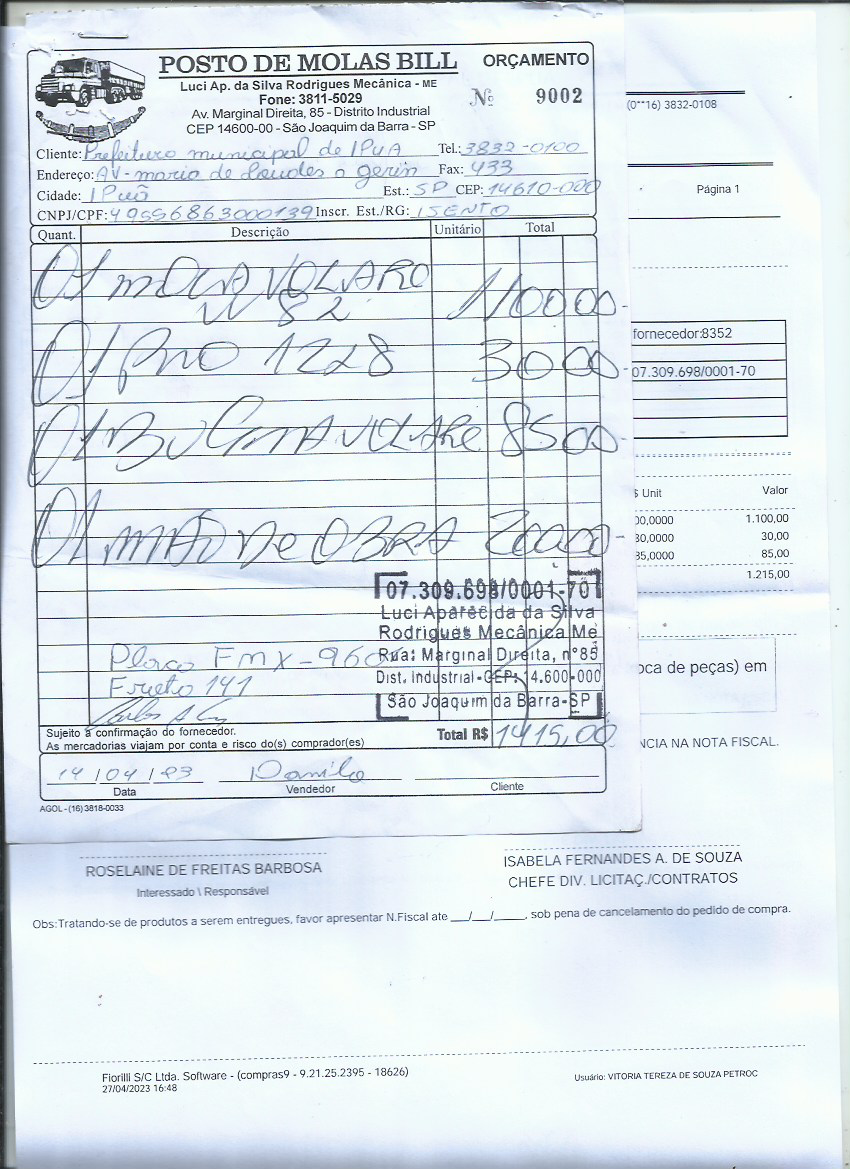 POSTO DE MOLAS BILL
ORÇAMENTO
Luci Ap. da Silva Rodrigues Mecânica - ME
Fone: 3811-5029
Nº 9002
Av. Marginal Direita, 85 - Distrito Industrial
CEP 14600-00 - São Joaquim da Barra - SP
Cliente: Prefeitura municipal de IPUA Tel.: 3832-0100
Endereço: AV- maria de Lourdes a gerin Fax: 433
Cidade: IPuã Est.: SP CEP: 14610-000
CNPJ/CPF: Inscr. Est./RG: ISENTO
Quant. Descrição Unitário Total
01 MOLA VOLARE 1100 00-
W 8 2
01 PINO 12x8 30 00-
01 BUCHA VOLARE 85 00-
01 MÃO De OBRA 200 00-
07.309.698/0001-70
Luci Aparecida da Silva
Rodrigues Mecânica Me
Rua: Marginal Direita, nº85
Dist. Industrial-CEP: 14.600-000
São Joaquim da Barra-SP
Placa FMX-960
Freto 141
Sujeito a confirmação do fornecedor.
As mercadorias viajam por conta e risco do(s) comprador(es)
Total R$ 1415,00
14/04/23 Danilo
Data Vendedor Cliente
AGOL - (16) 3818-0033
(0**16) 3832-0108
Página 1
fornecedor:8352
07.309.698/0001-70
$ Unit Valor
00,0000 1.100,00
30,0000 30,00
35,0000 85,00
1.215,00
oca de peças) em
NCIA NA NOTA FISCAL.
ROSELAINE DE FREITAS BARBOSA
Interessado \ Responsável
ISABELA FERNANDES A. DE SOUZA
CHEFE DIV. LICITAÇ./CONTRATOS
Obs:Tratando-se de produtos a serem entregues, favor apresentar N.Fiscal ate ___/___/_____, sob pena de cancelamento do pedido de compra.
Fiorilli S/C Ltda. Software - (compras9 - 9.21.25.2395 - 18626)
27/04/2023 16:48
Usuário: VITORIA TEREZA DE SOUZA PETROC